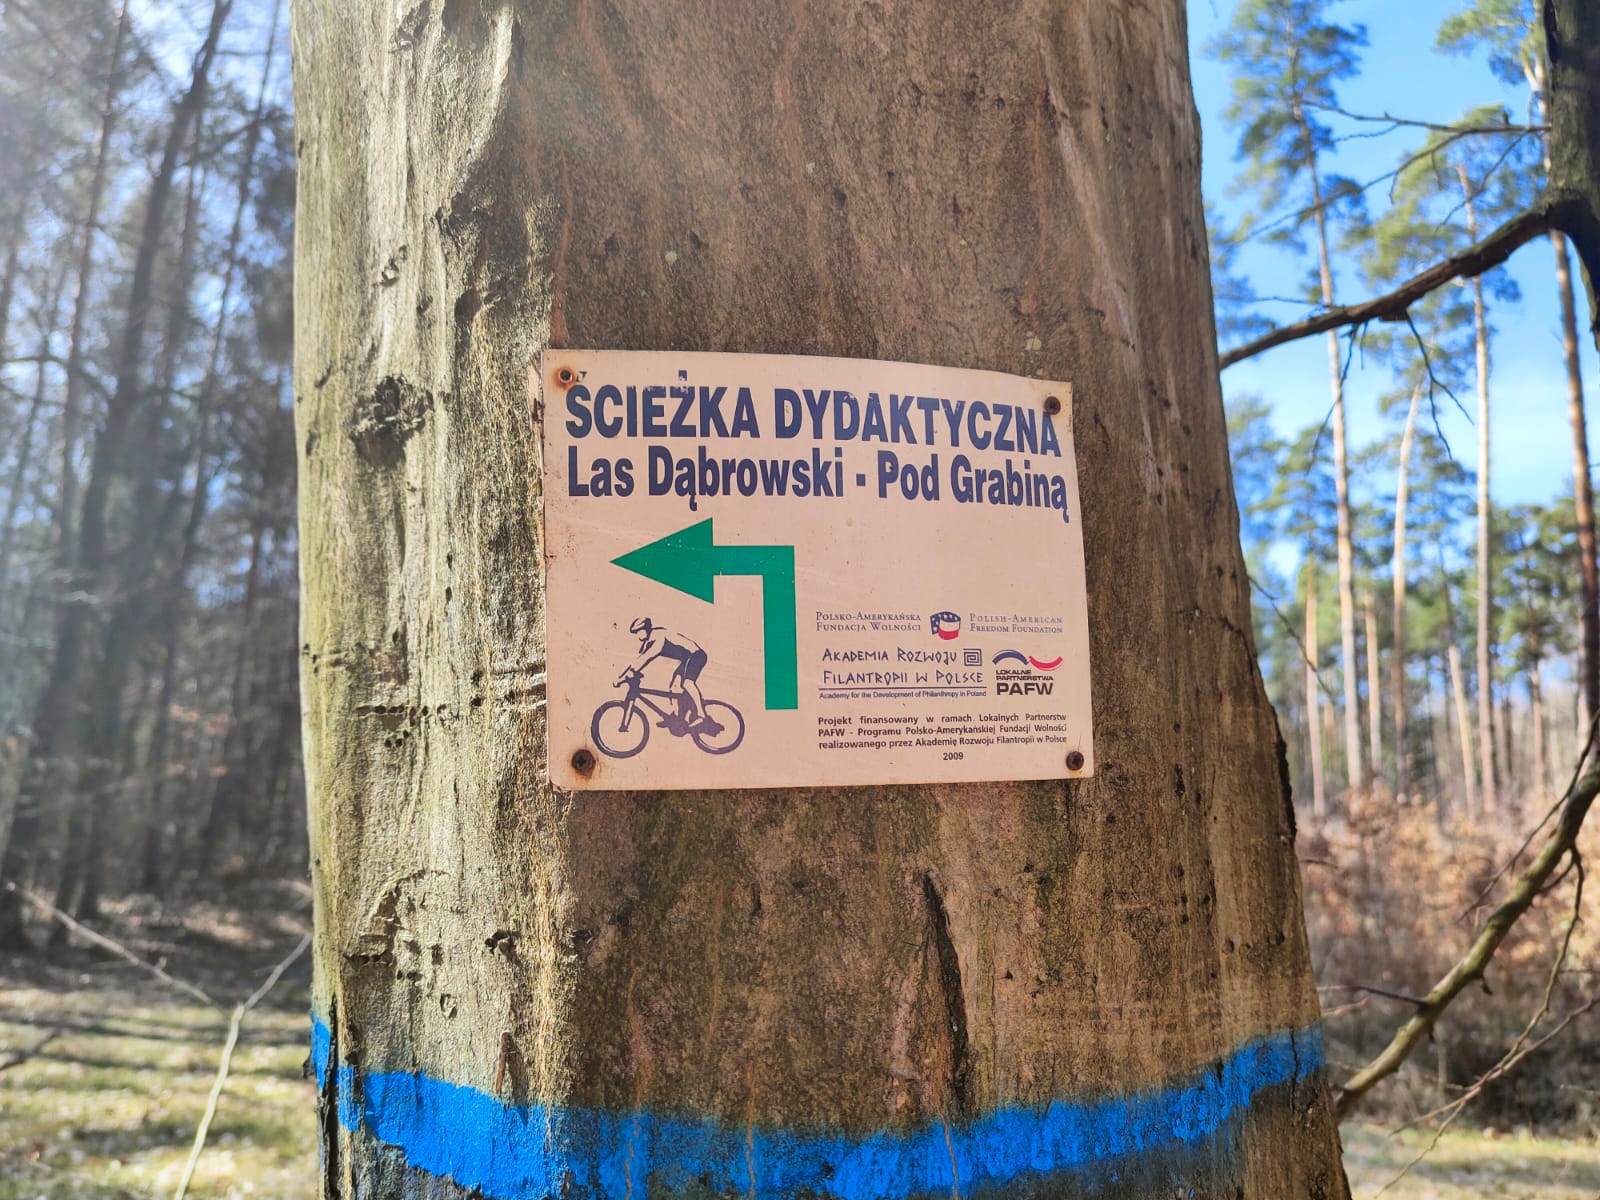 ŚCIEŻKA DYDAKTYCZNA
Las Dąbrowski - Pod Grabiną
POLSKO-AMERYKAŃSKA
FUNDACJA WOLNOŚCI
POLISH-AMERICAN
FREEDOM FOUNDATION
AKADEMIA ROZWOJU
FILANTROPII W POLSCE
Academy for the Development of Philanthropy in Poland
LOKALNE
PARTNERSTWA
PAFW
Projekt finansowany w ramach Lokalnych Partnerstw
PAFW - Programu Polsko-Amerykańskiej Fundacji Wolności
realizowanego przez Akademię Rozwoju Filantropii w Polsce
2009